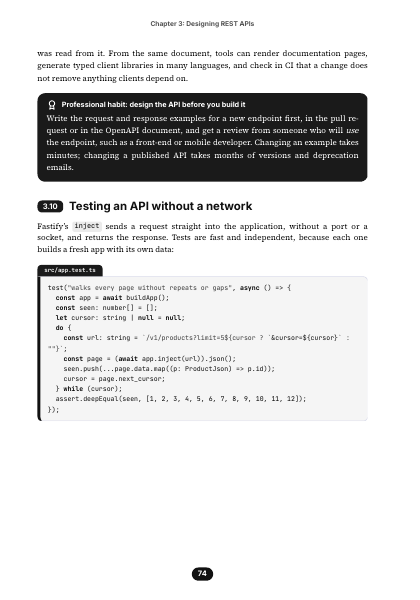 Chapter 3: Designing REST APIs
was read from it. From the same document, tools can render documentation pages,
generate typed client libraries in many languages, and check in CI that a change does
not remove anything clients depend on.
Professional habit: design the API before you build it
Write the request and response examples for a new endpoint first, in the pull re-
quest or in the OpenAPI document, and get a review from someone who will use
the endpoint, such as a front-end or mobile developer. Changing an example takes
minutes; changing a published API takes months of versions and deprecation
emails.
3.10 Testing an API without a network
Fastify's inject sends a request straight into the application, without a port or a
socket, and returns the response. Tests are fast and independent, because each one
builds a fresh app with its own data:
src/app.test.ts
test("walks every page without repeats or gaps", async () => {
  const app = await buildApp();
  const seen: number[] = [];
  let cursor: string | null = null;
  do {
    const url: string = `/v1/products?limit=5${cursor ? `&cursor=${cursor}` :
""}`;
    const page = (await app.inject(url)).json();
    seen.push(...page.data.map((p: ProductJson) => p.id));
    cursor = page.next_cursor;
  } while (cursor);
  assert.deepEqual(seen, [1, 2, 3, 4, 5, 6, 7, 8, 9, 10, 11, 12]);
});
74